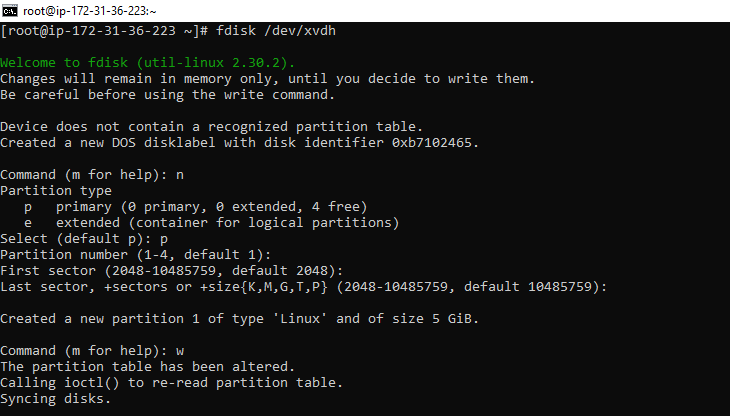 root@ip-172-31-36-223:~
[root@ip-172-31-36-223 ~]# fdisk /dev/xvdh
Welcome to fdisk (util-linux 2.30.2).
Changes will remain in memory only, until you decide to write them.
Be careful before using the write command.
Device does not contain a recognized partition table.
Created a new DOS disklabel with disk identifier 0xb7102465.
Command (m for help): n
Partition type
p primary (0 primary, 0 extended, 4 free)
e extended (container for logical partitions)
Select (default p): p
Partition number (1-4, default 1):
First sector (2048-10485759, default 2048):
Last sector, +sectors or +size{K,M,G,T,P} (2048-10485759, default 10485759):
Created a new partition 1 of type 'Linux' and of size 5 GiB.
Command (m for help): w
The partition table has been altered.
Calling ioctl() to re-read partition table.
Syncing disks.